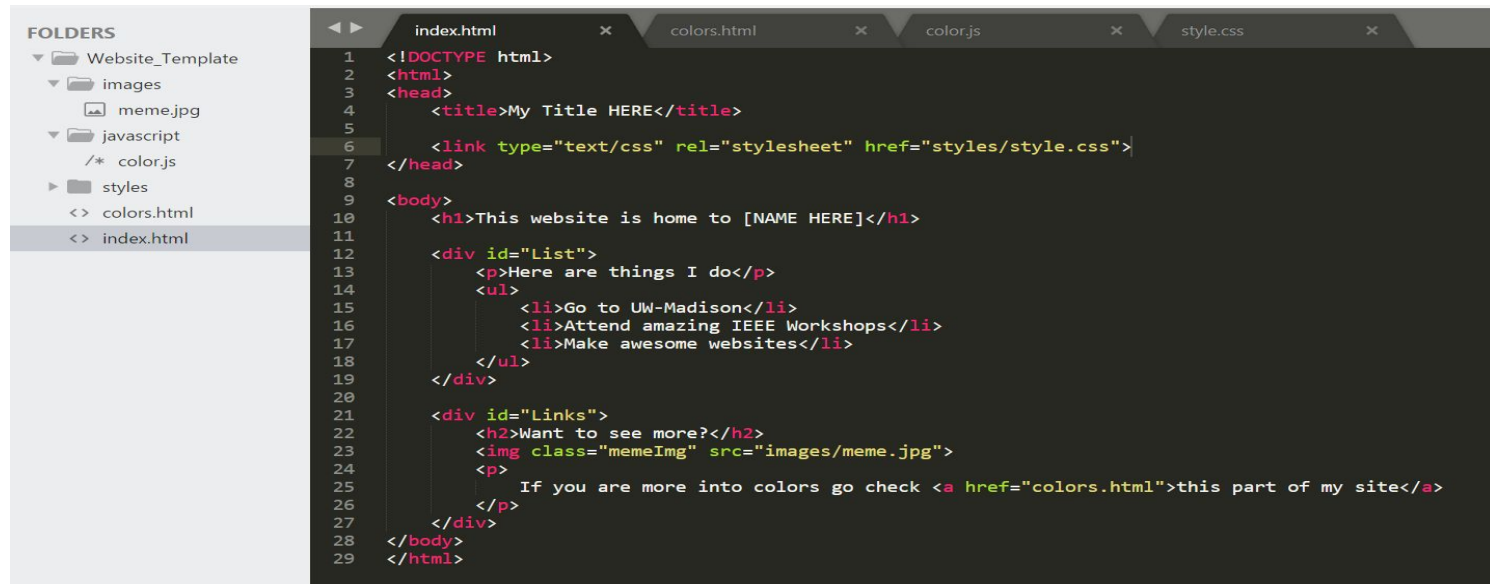 FOLDERS
Website_Template
images
meme.jpg
javascript
/* color.js
styles
<> colors.html
<> index.html
index.html × colors.html × color.js × style.css ×
1 <!DOCTYPE html>
2 <html>
3 <head>
4     <title>My Title HERE</title>
5
6     <link type="text/css" rel="stylesheet" href="styles/style.css">
7 </head>
8
9 <body>
10     <h1>This website is home to [NAME HERE]</h1>
11
12     <div id="List">
13         <p>Here are things I do</p>
14         <ul>
15             <li>Go to UW-Madison</li>
16             <li>Attend amazing IEEE Workshops</li>
17             <li>Make awesome websites</li>
18         </ul>
19     </div>
20
21     <div id="Links">
22         <h2>Want to see more?</h2>
23         <img class="memeImg" src="images/meme.jpg">
24         <p>
25             If you are more into colors go check <a href="colors.html">this part of my site</a>
26         </p>
27     </div>
28 </body>
29 </html>